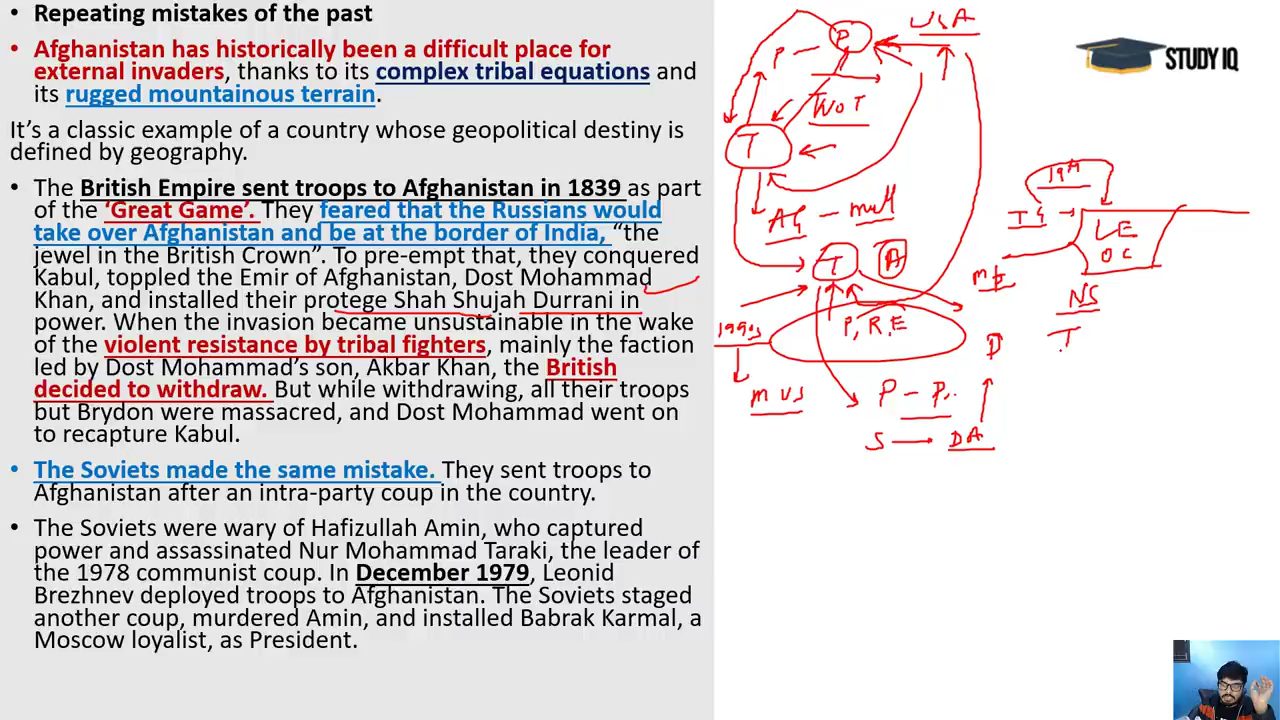 • Repeating mistakes of the past
• Afghanistan has historically been a difficult place for
external invaders, thanks to its complex tribal equations and
its rugged mountainous terrain.
It’s a classic example of a country whose geopolitical destiny is
defined by geography.
• The British Empire sent troops to Afghanistan in 1839 as part
of the ‘Great Game’. They feared that the Russians would
take over Afghanistan and be at the border of India, “the
jewel in the British Crown”. To pre-empt that, they conquered
Kabul, toppled the Emir of Afghanistan, Dost Mohammad
Khan, and installed their protege Shah Shujah Durrani in
power. When the invasion became unsustainable in the wake
of the violent resistance by tribal fighters, mainly the faction
led by Dost Mohammad’s son, Akbar Khan, the British
decided to withdraw. But while withdrawing, all their troops
but Brydon were massacred, and Dost Mohammad went on
to recapture Kabul.
• The Soviets made the same mistake. They sent troops to
Afghanistan after an intra-party coup in the country.
• The Soviets were wary of Hafizullah Amin, who captured
power and assassinated Nur Mohammad Taraki, the leader of
the 1978 communist coup. In December 1979, Leonid
Brezhnev deployed troops to Afghanistan. The Soviets staged
another coup, murdered Amin, and installed Babrak Karmal, a
Moscow loyalist, as President.
USA
P – P
WoT
T
T A
P, R, E
1990s
P – P..
S → DA
19th
LE
OC
NS
T
STUDY IQ